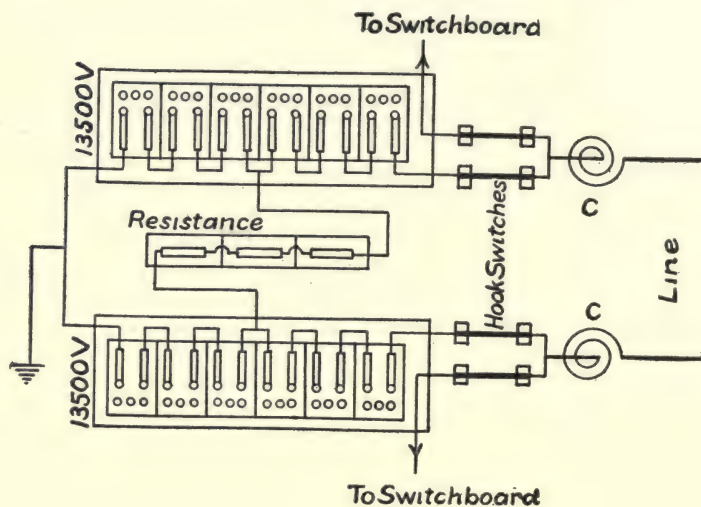 To Switchboard
13500V
Resistance
Hook Switches
C
C
Line
13500V
To Switchboard